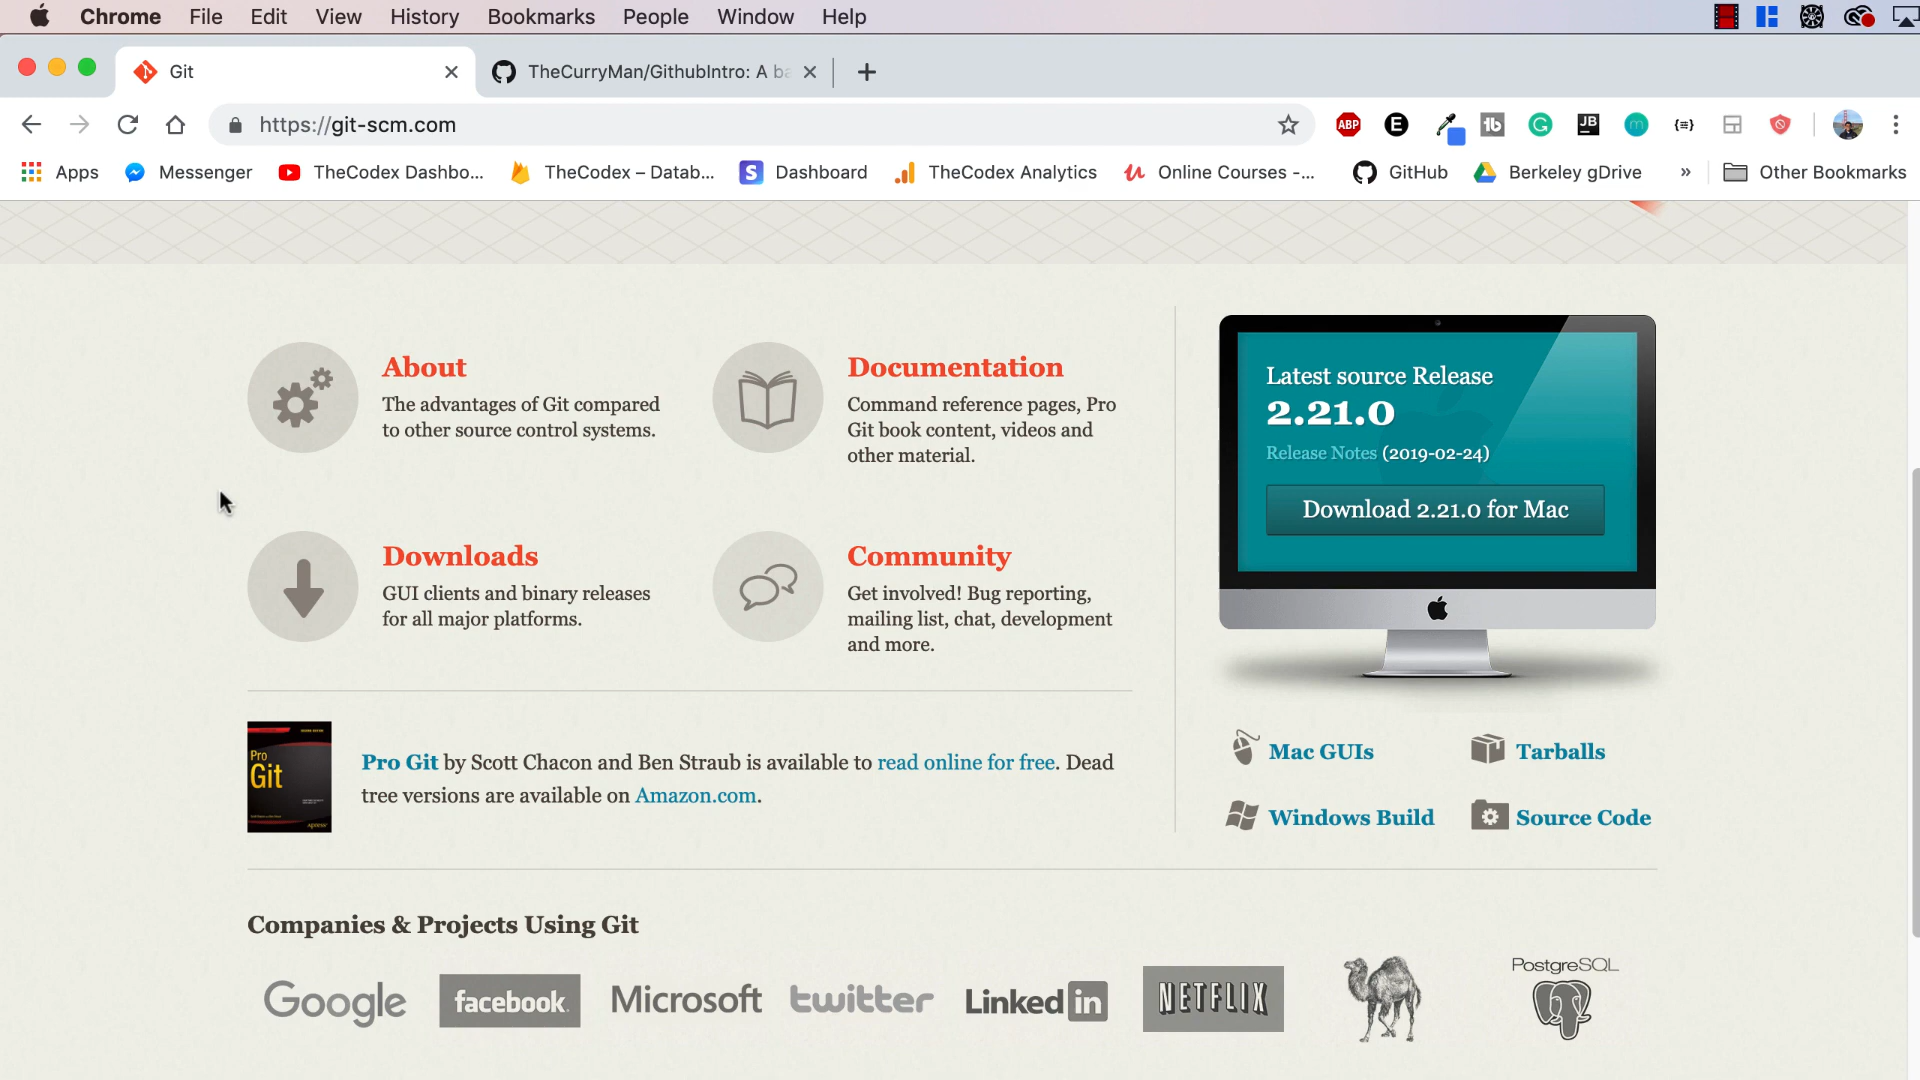 Chrome File Edit View History Bookmarks People Window Help
Git
TheCurryMan/GithubIntro: A ba
https://git-scm.com
ABP
JB
Apps Messenger TheCodex Dashbo... TheCodex – Datab... Dashboard TheCodex Analytics Online Courses -... GitHub Berkeley gDrive » Other Bookmarks
About
The advantages of Git compared
to other source control systems.
Documentation
Command reference pages, Pro
Git book content, videos and
other material.
Downloads
GUI clients and binary releases
for all major platforms.
Community
Get involved! Bug reporting,
mailing list, chat, development
and more.
Latest source Release
2.21.0
Release Notes (2019-02-24)
Download 2.21.0 for Mac
Pro
Git
Pro Git by Scott Chacon and Ben Straub is available to read online for free. Dead
tree versions are available on Amazon.com.
Mac GUIs
Tarballs
Windows Build
Source Code
Companies & Projects Using Git
Google facebook Microsoft twitter Linked in NETFLIX PostgreSQL